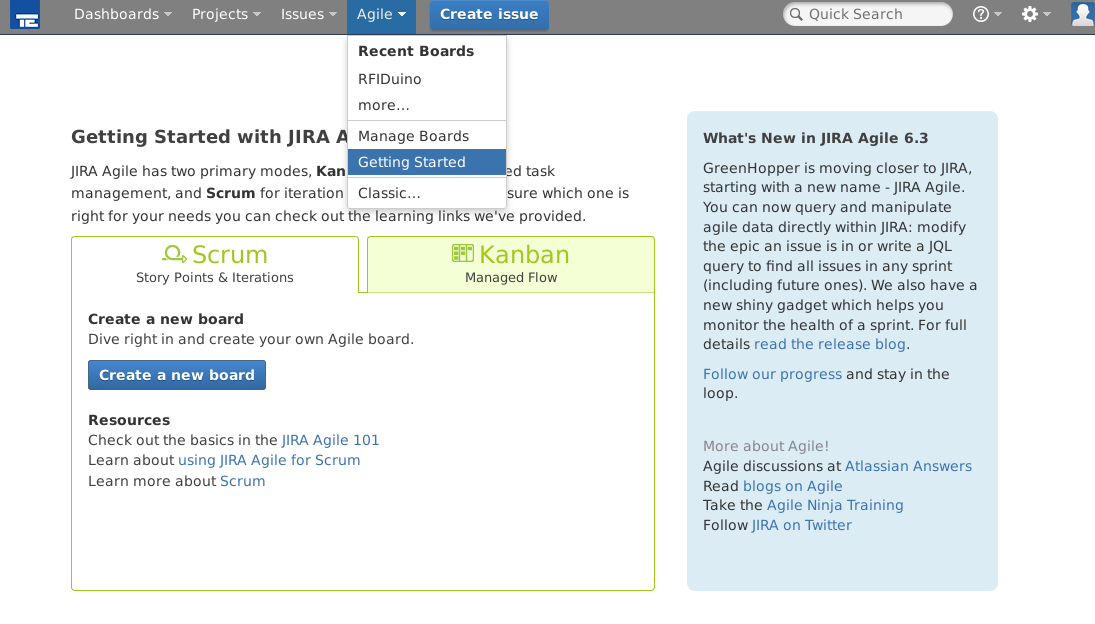 TE Dashboards Projects Issues Agile Create issue Quick Search
Recent Boards
RFIDuino
more...
Manage Boards
Getting Started
Classic...
Getting Started with JIRA
JIRA Agile has two primary modes, task
management, and Scrum for iteration sure which one is
right for your needs you can check out the learning links we've provided.
Scrum
Story Points & Iterations
Kanban
Managed Flow
Create a new board
Dive right in and create your own Agile board.
Create a new board
Resources
Check out the basics in the JIRA Agile 101
Learn about using JIRA Agile for Scrum
Learn more about Scrum
What's New in JIRA Agile 6.3
GreenHopper is moving closer to JIRA,
starting with a new name - JIRA Agile.
You can now query and manipulate
agile data directly within JIRA: modify
the epic an issue is in or write a JQL
query to find all issues in any sprint
(including future ones). We also have a
new shiny gadget which helps you
monitor the health of a sprint. For full
details read the release blog.
Follow our progress and stay in the
loop.
More about Agile!
Agile discussions at Atlassian Answers
Read blogs on Agile
Take the Agile Ninja Training
Follow JIRA on Twitter